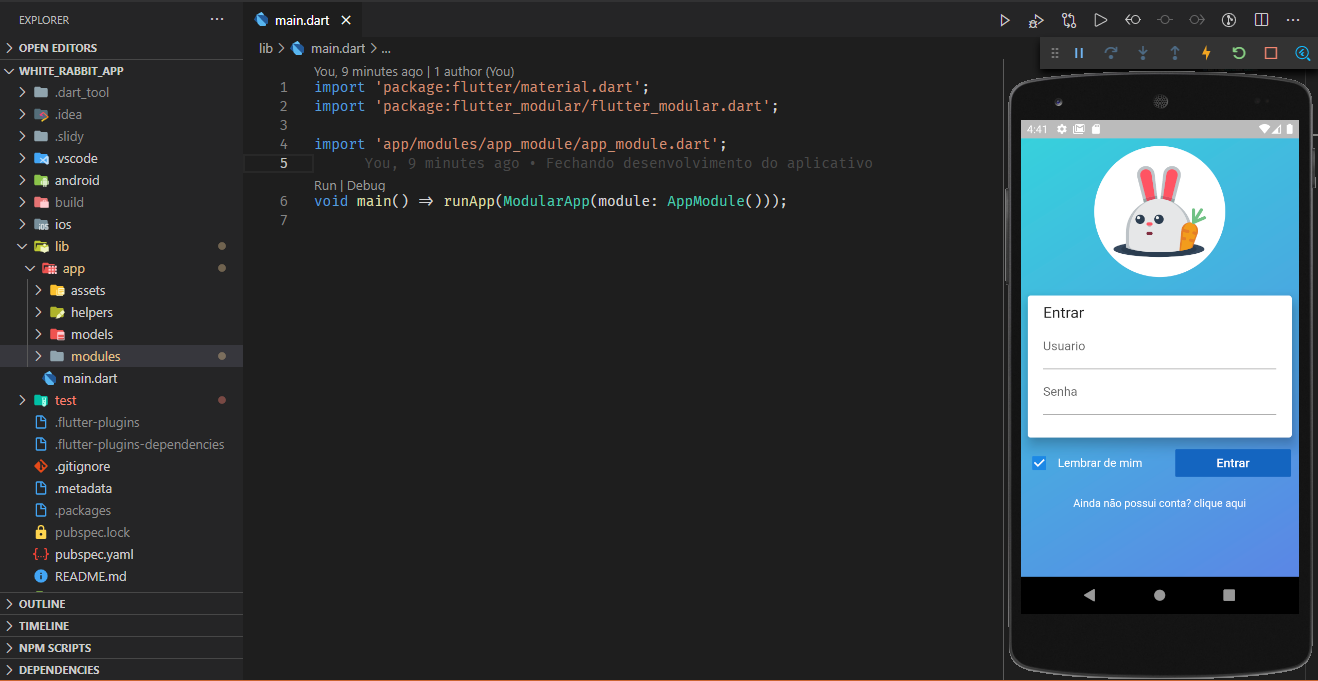 EXPLORER
OPEN EDITORS
WHITE_RABBIT_APP
.dart_tool
.idea
.slidy
.vscode
android
build
ios
lib
app
assets
helpers
models
modules
main.dart
test
.flutter-plugins
.flutter-plugins-dependencies
.gitignore
.metadata
.packages
pubspec.lock
pubspec.yaml
README.md
OUTLINE
TIMELINE
NPM SCRIPTS
DEPENDENCIES
main.dart
lib > main.dart > ...
You, 9 minutes ago | 1 author (You)
1 import 'package:flutter/material.dart';
2 import 'package:flutter_modular/flutter_modular.dart';
3
4 import 'app/modules/app_module/app_module.dart';
5 You, 9 minutes ago • Fechando desenvolvimento do aplicativo
Run | Debug
6 void main() => runApp(ModularApp(module: AppModule()));
7
4:41
Entrar
Usuario
Senha
Lembrar de mim
Entrar
Ainda não possui conta? clique aqui